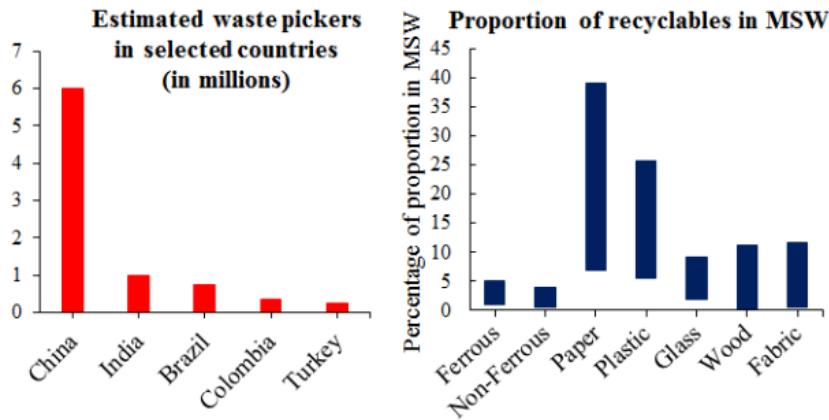 Estimated waste pickers
in selected countries
(in millions)
7
6
5
4
3
2
1
0
China
India
Brazil
Colombia
Turkey
Proportion of recyclables in MSW
Percentage of proportion in MSW
45
40
35
30
25
20
15
10
5
0
Ferrous
Non-Ferrous
Paper
Plastic
Glass
Wood
Fabric